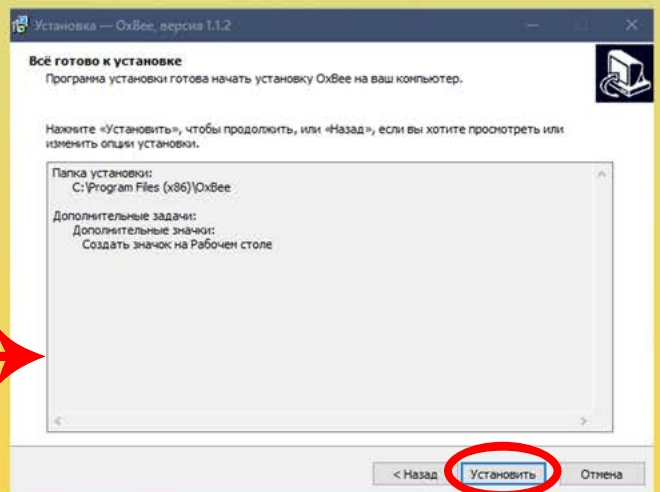 Установка — OxBee, версия 1.1.2
Всё готово к установке
Программа установки готова начать установку OxBee на ваш компьютер.
Нажмите «Установить», чтобы продолжить, или «Назад», если вы хотите просмотреть или
изменить опции установки.
Папка установки:
C:\Program Files (x86)\OxBee
Дополнительные задачи:
Дополнительные значки:
Создать значок на Рабочем столе
< Назад
Установить
Отмена